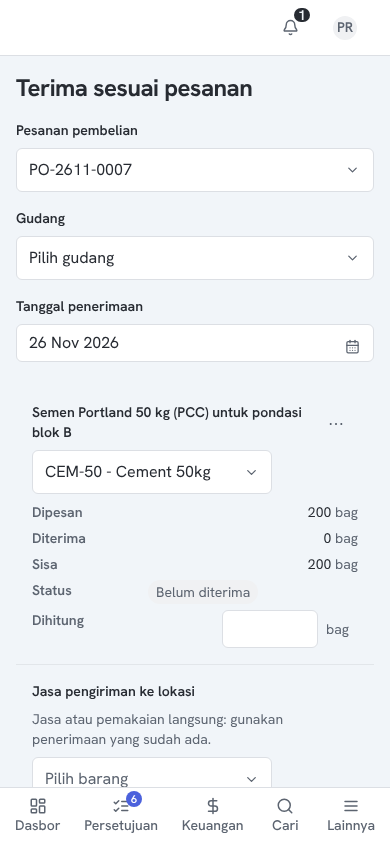 1
PR
Terima sesuai pesanan
Pesanan pembelian
PO-2611-0007
Gudang
Pilih gudang
Tanggal penerimaan
26 Nov 2026
Semen Portland 50 kg (PCC) untuk pondasi
blok B
...
CEM-50 - Cement 50kg
Dipesan 200 bag
Diterima 0 bag
Sisa 200 bag
Status Belum diterima
Dihitung bag
Jasa pengiriman ke lokasi
Jasa atau pemakaian langsung: gunakan
penerimaan yang sudah ada.
Pilih barang
6
Dasbor Persetujuan Keuangan Cari Lainnya